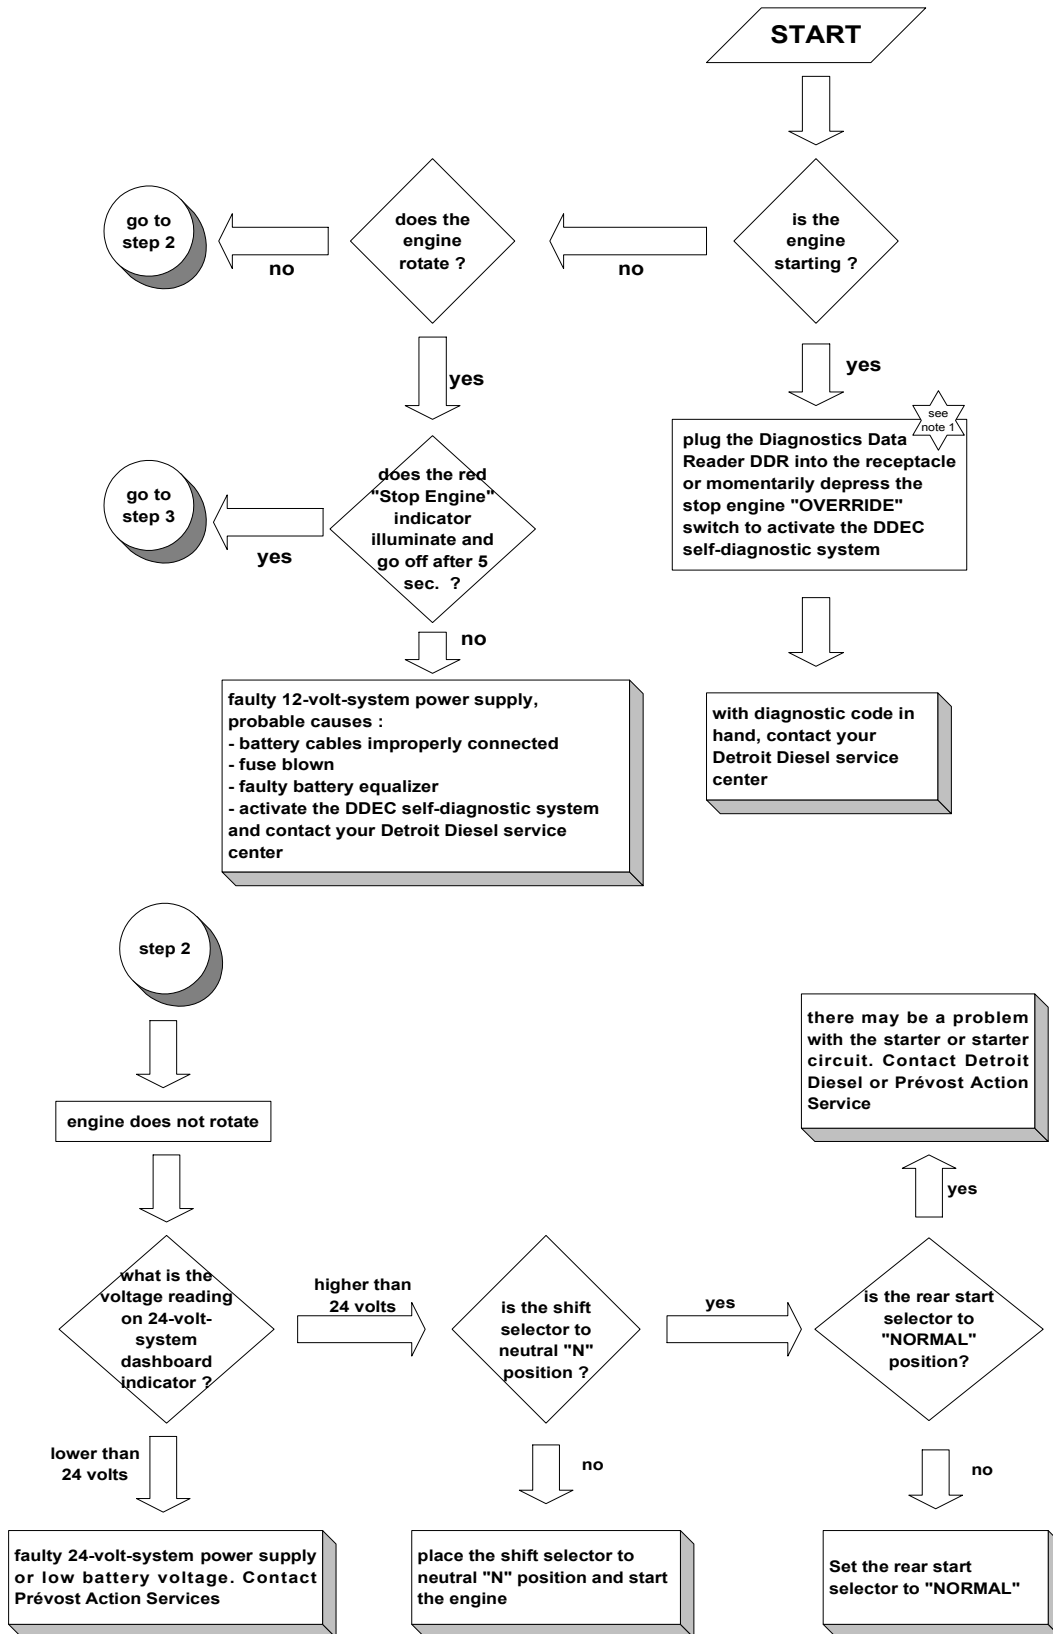 START
is the
engine
starting ?
no
does the
engine
rotate ?
no
go to
step 2
yes
yes
see
note 1
plug the Diagnostics Data
Reader DDR into the receptacle
or momentarily depress the
stop engine "OVERRIDE"
switch to activate the DDEC
self-diagnostic system
does the red
"Stop Engine"
indicator
illuminate and
go off after 5
sec.  ?
yes
go to
step 3
no
faulty 12-volt-system power supply,
probable causes :
- battery cables improperly connected
- fuse blown
- faulty battery equalizer
- activate the DDEC self-diagnostic system
and contact your Detroit Diesel service
center
with diagnostic code in
hand, contact your
Detroit Diesel service
center
step 2
engine does not rotate
what is the
voltage reading
on 24-volt-
system
dashboard
indicator ?
higher than
24 volts
is the shift
selector to
neutral "N"
position ?
yes
is the rear start
selector to
"NORMAL"
position?
yes
there may be a problem
with the starter or starter
circuit. Contact Detroit
Diesel or Prévost Action
Service
lower than
24 volts
no
no
faulty 24-volt-system power supply
or low battery voltage. Contact
Prévost Action Services
place the shift selector to
neutral "N" position and start
the engine
Set the rear start
selector to "NORMAL"